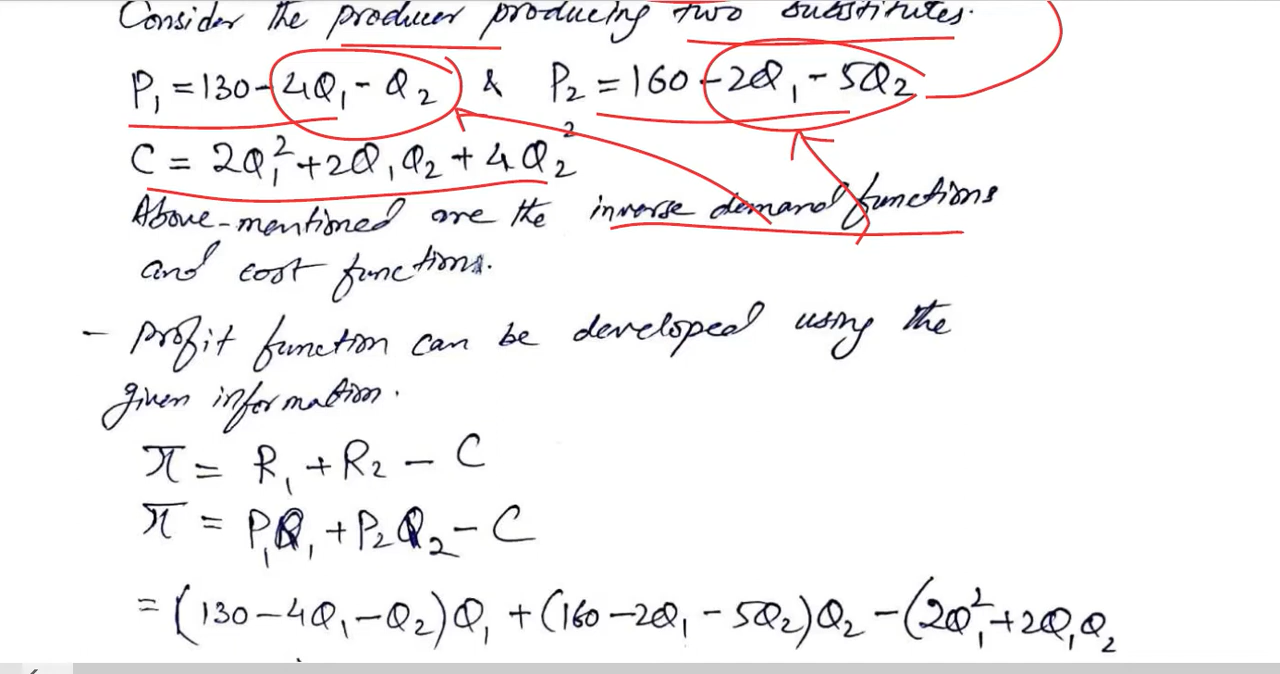 Consider the producer producing two substitutes.
P₁ = 130 - 4Q₁ - Q₂ & P₂ = 160 - 2Q₁ - 5Q₂
C = 2Q₁² + 2Q₁Q₂ + 4Q₂²
Above-mentioned are the inverse demand functions
and cost functions.
- Profit function can be developed using the
given information.
π = R₁ + R₂ - C
π = P₁Q₁ + P₂Q₂ - C
= (130 - 4Q₁ - Q₂)Q₁ + (160 - 2Q₁ - 5Q₂)Q₂ - (2Q₁² + 2Q₁Q₂